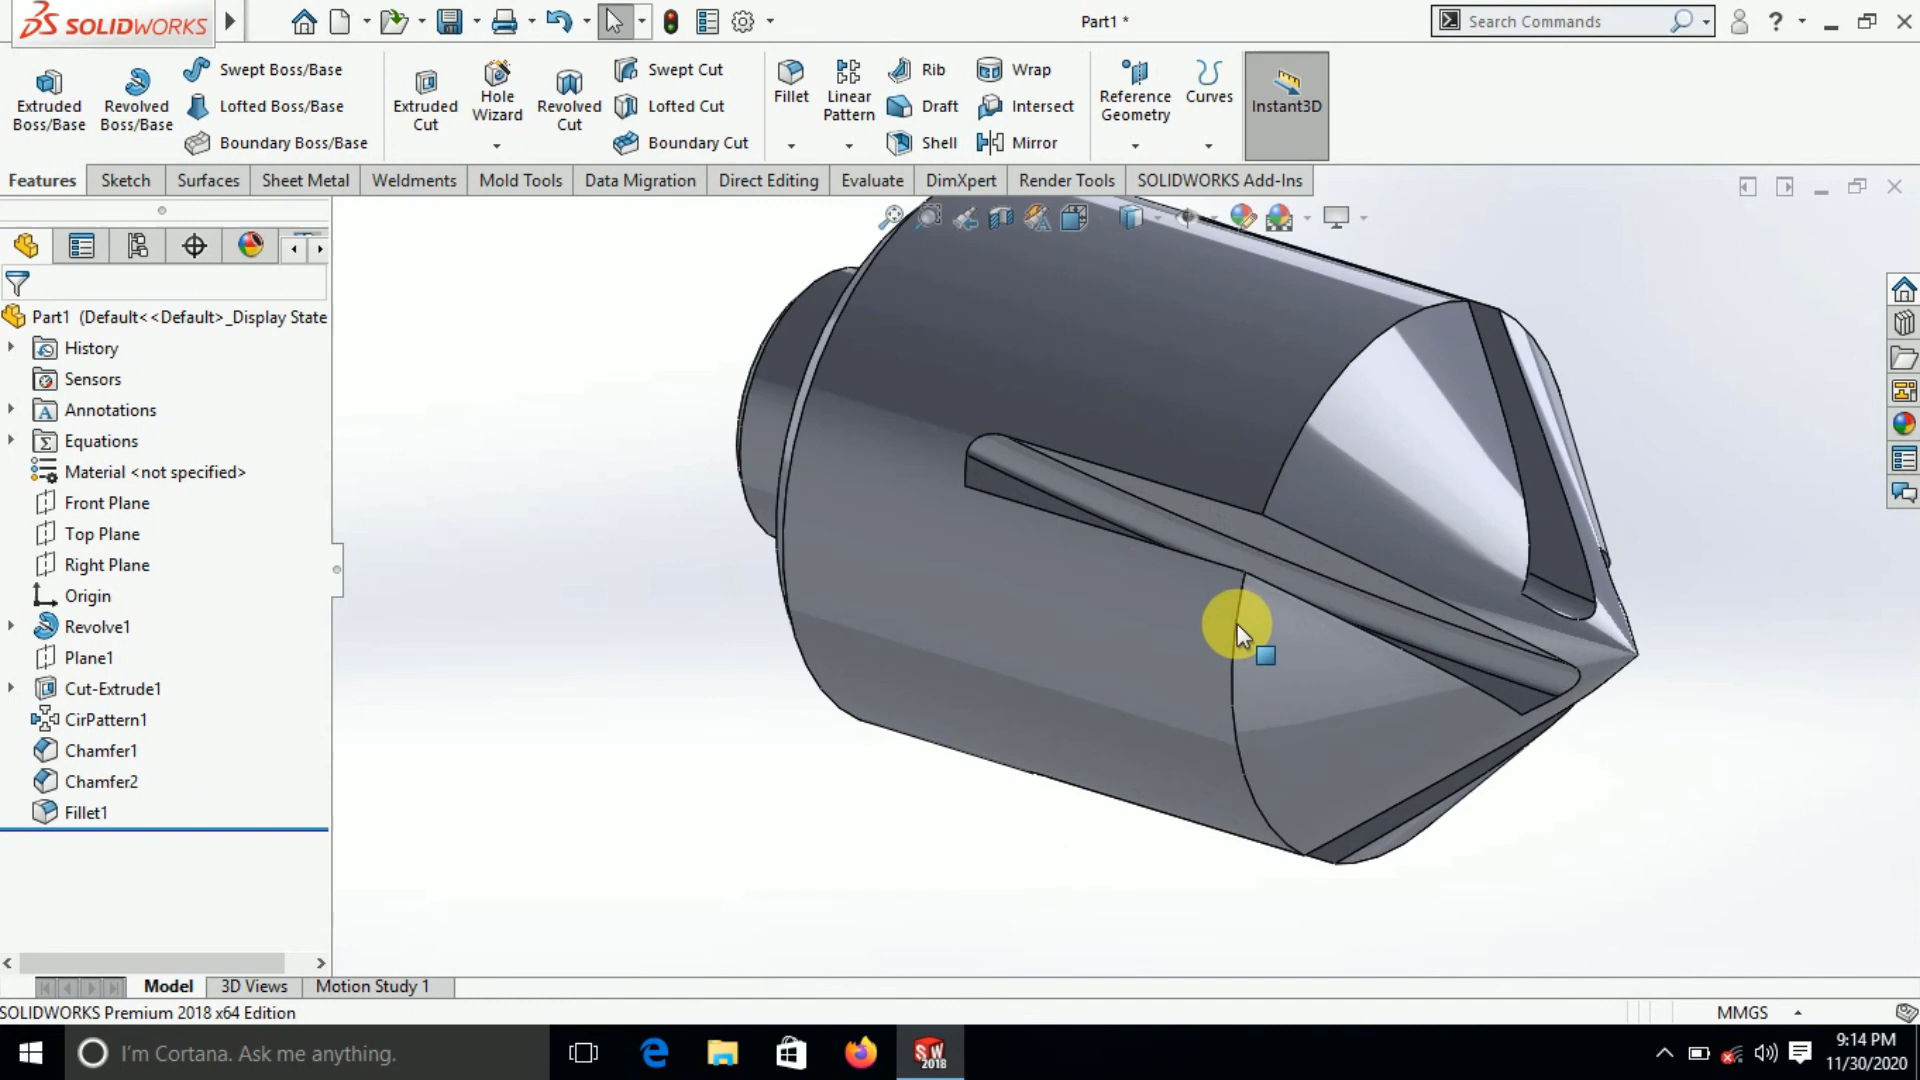 SOLIDWORKS
Part1 *
Search Commands
?
Extruded Boss/Base
Revolved Boss/Base
Swept Boss/Base
Lofted Boss/Base
Boundary Boss/Base
Extruded Cut
Hole Wizard
Revolved Cut
Swept Cut
Lofted Cut
Boundary Cut
Fillet
Linear Pattern
Rib
Draft
Shell
Wrap
Intersect
Mirror
Reference Geometry
Curves
Instant3D
Features
Sketch
Surfaces
Sheet Metal
Weldments
Mold Tools
Data Migration
Direct Editing
Evaluate
DimXpert
Render Tools
SOLIDWORKS Add-Ins
Part1 (Default<<Default>_Display State
History
Sensors
Annotations
Equations
Material <not specified>
Front Plane
Top Plane
Right Plane
Origin
Revolve1
Plane1
Cut-Extrude1
CirPattern1
Chamfer1
Chamfer2
Fillet1
Model
3D Views
Motion Study 1
SOLIDWORKS Premium 2018 x64 Edition
MMGS
I'm Cortana. Ask me anything.
SW
2018
9:14 PM
11/30/2020